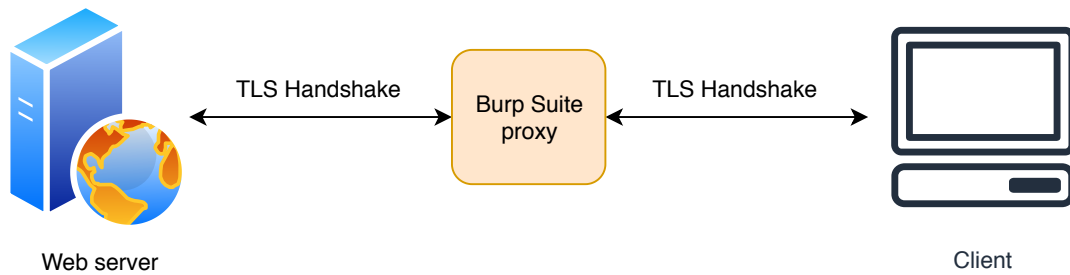 TLS Handshake
TLS Handshake
Burp Suite
proxy
Web server
Client